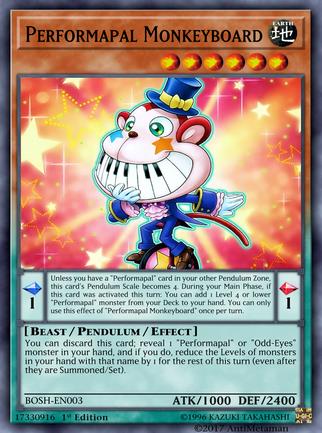 PERFORMAPAL MONKEYBOARD
EARTH
地
Unless you have a "Performapal" card in your other Pendulum Zone,
this card's Pendulum Scale becomes 4. During your Main Phase, if
this card was activated this turn: You can add 1 Level 4 or lower
"Performapal" monster from your Deck to your hand. You can only
use this effect of "Performapal Monkeyboard" once per turn.
1
1
[Beast / Pendulum / Effect]
You can discard this card; reveal 1 "Performapal" or "Odd-Eyes"
monster in your hand, and if you do, reduce the Levels of monsters
in your hand with that name by 1 for the rest of this turn (even after
they are Summoned/Set).
BOSH-EN003
ATK/1000 DEF/2400
17330916 1st Edition
©1996 KAZUKI TAKAHASHI
©2017 AntiMetaman